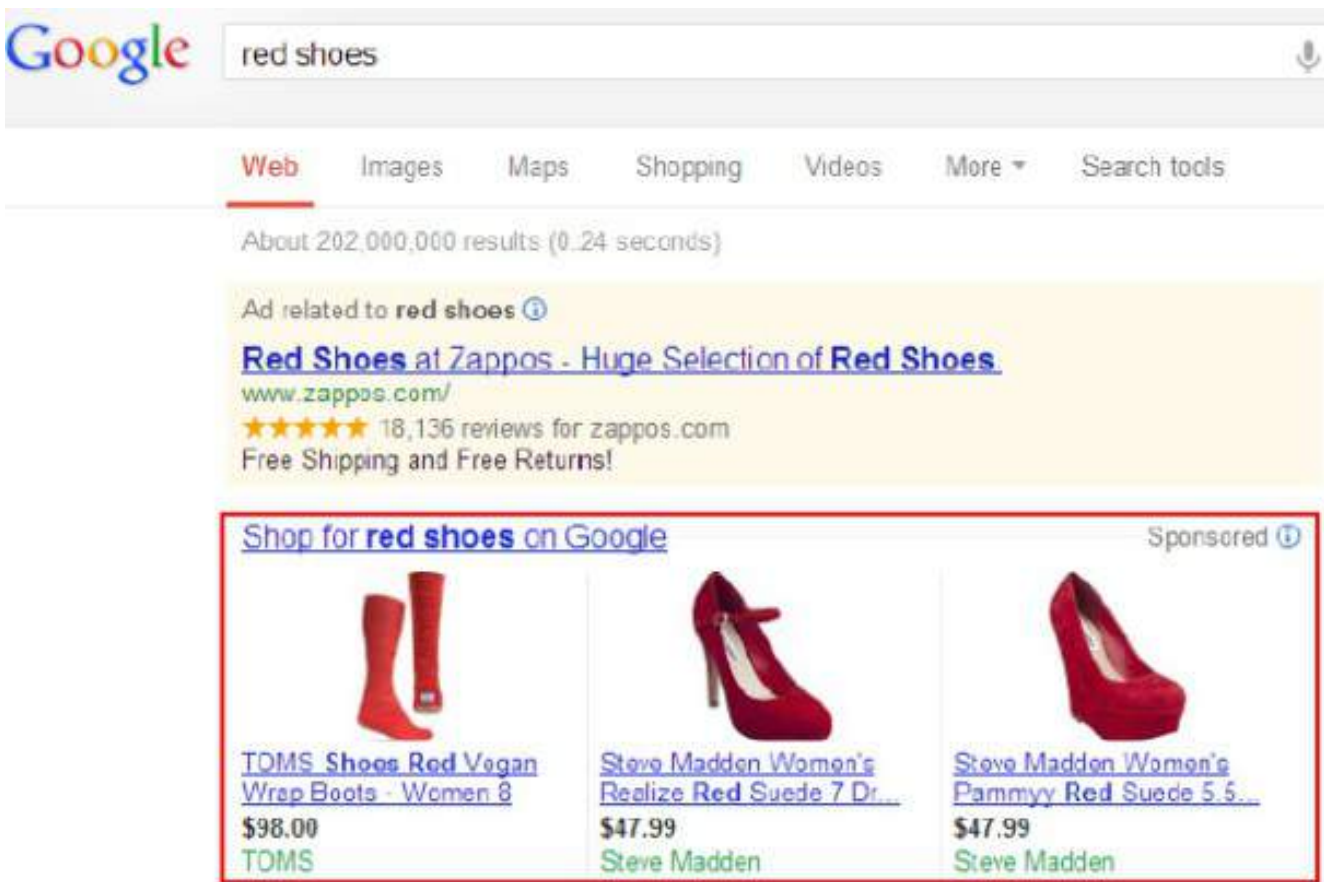 Google
red shoes
Web Images Maps Shopping Videos More Search tools
About 202,000,000 results (0.24 seconds)
Ad related to red shoes
Red Shoes at Zappos - Huge Selection of Red Shoes.
www.zappos.com/
18,136 reviews for zappos.com
Free Shipping and Free Returns!
Shop for red shoes on Google Sponsored
TOMS Shoes Red Vegan
Wrap Boots - Women 8
$98.00
TOMS
Steve Madden Women's
Realize Red Suede 7 Dr...
$47.99
Steve Madden
Steve Madden Women's
Pammyy Red Suede 5.5...
$47.99
Steve Madden